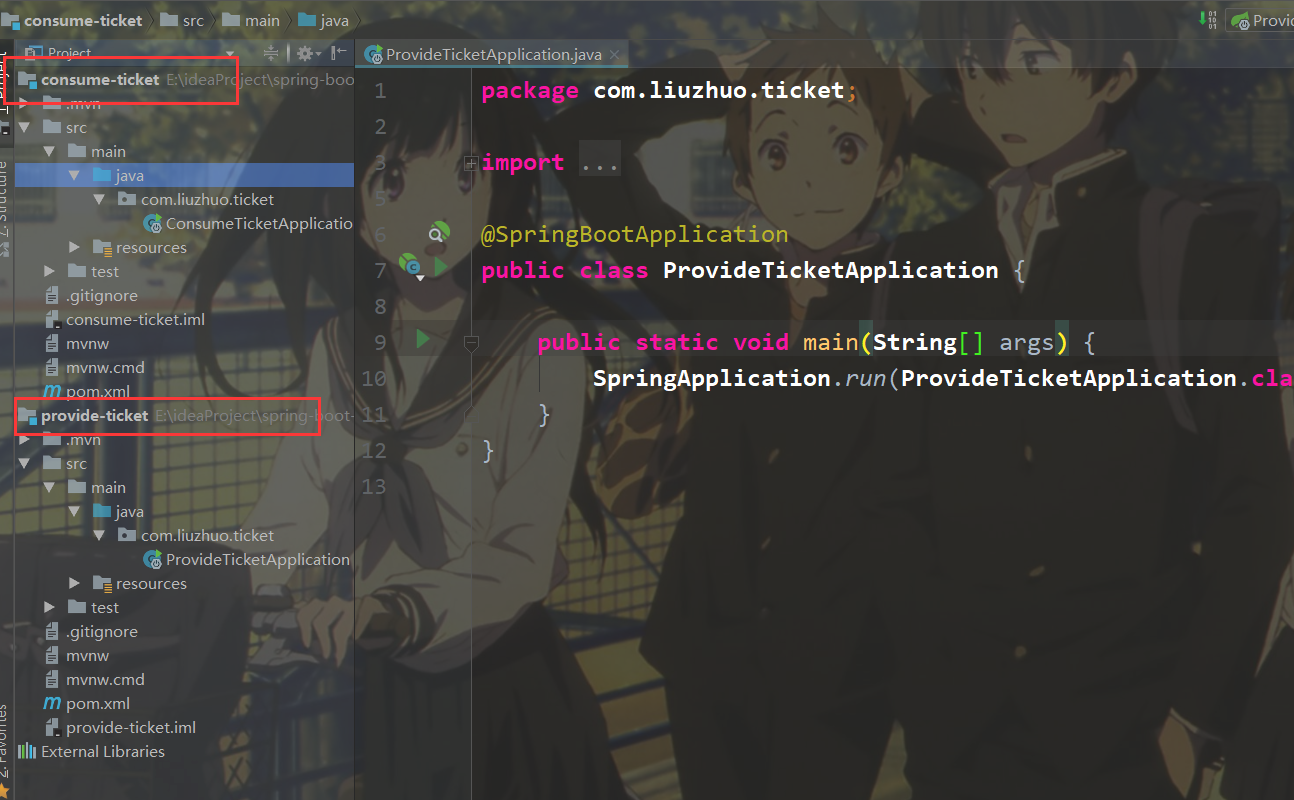 consume-ticket src main java
Provid
Project
ProvideTicketApplication.java
consume-ticket E:\ideaProject\spring-boo
.mvn
src
main
java
com.liuzhuo.ticket
ConsumeTicketApplicatio
resources
test
.gitignore
consume-ticket.iml
mvnw
mvnw.cmd
pom.xml
provide-ticket E:\ideaProject\spring-boot-
.mvn
src
main
java
com.liuzhuo.ticket
ProvideTicketApplication
resources
test
.gitignore
mvnw
mvnw.cmd
pom.xml
provide-ticket.iml
External Libraries
Structure
2: Favorites
1 package com.liuzhuo.ticket;
2
3 import ...
5
6 @SpringBootApplication
7 public class ProvideTicketApplication {
8
9 public static void main(String[] args) {
10 SpringApplication.run(ProvideTicketApplication.cla
11 }
12 }
13